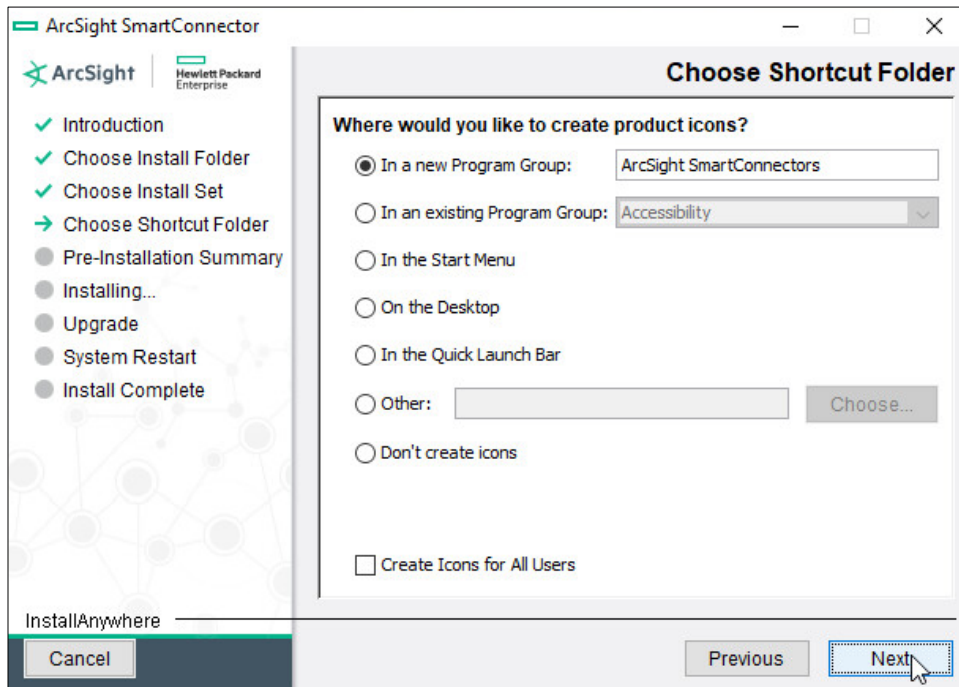 ArcSight SmartConnector
ArcSight
Hewlett Packard
Enterprise
Choose Shortcut Folder
Introduction
Choose Install Folder
Choose Install Set
Choose Shortcut Folder
Pre-Installation Summary
Installing...
Upgrade
System Restart
Install Complete
Where would you like to create product icons?
In a new Program Group: ArcSight SmartConnectors
In an existing Program Group: Accessibility
In the Start Menu
On the Desktop
In the Quick Launch Bar
Other: Choose...
Don't create icons
Create Icons for All Users
InstallAnywhere
Cancel Previous Next